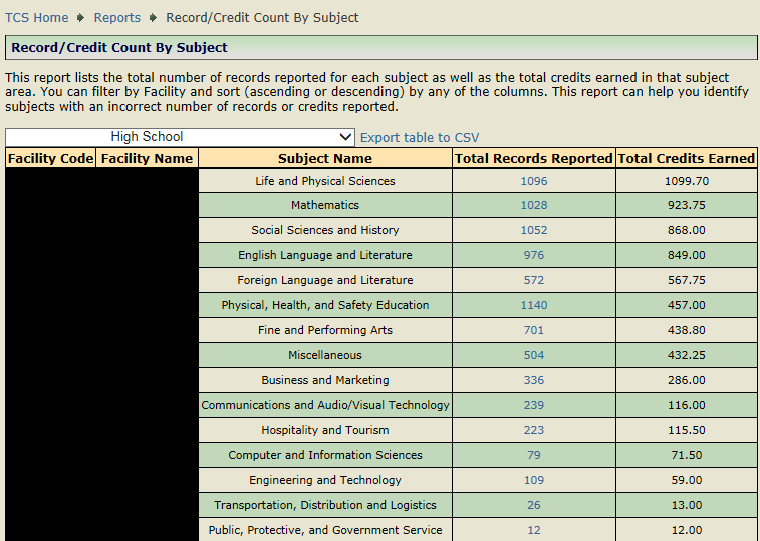 TCS Home Reports Record/Credit Count By Subject
Record/Credit Count By Subject
This report lists the total number of records reported for each subject as well as the total credits earned in that subject
area. You can filter by Facility and sort (ascending or descending) by any of the columns. This report can help you identify
subjects with an incorrect number of records or credits reported.
High School Export table to CSV
Facility Code Facility Name Subject Name Total Records Reported Total Credits Earned
Life and Physical Sciences 1096 1099.70
Mathematics 1028 923.75
Social Sciences and History 1052 868.00
English Language and Literature 976 849.00
Foreign Language and Literature 572 567.75
Physical, Health, and Safety Education 1140 457.00
Fine and Performing Arts 701 438.80
Miscellaneous 504 432.25
Business and Marketing 336 286.00
Communications and Audio/Visual Technology 239 116.00
Hospitality and Tourism 223 115.50
Computer and Information Sciences 79 71.50
Engineering and Technology 109 59.00
Transportation, Distribution and Logistics 26 13.00
Public, Protective, and Government Service 12 12.00